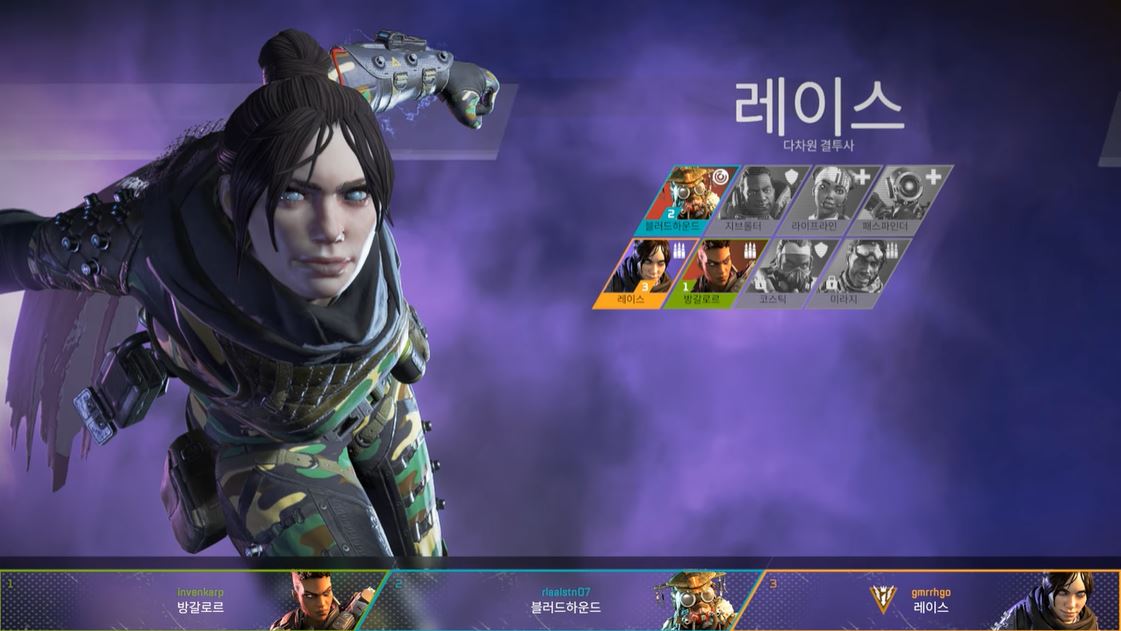 레이스
다차원 결투사
2
블러드하운드
지브롤터
라이프라인
패스파인더
3
레이스
1
방갈로르
코스틱
미라지
1
invenkarp
방갈로르
2
rlaalstn07
블러드하운드
3
gmrrhgo
레이스